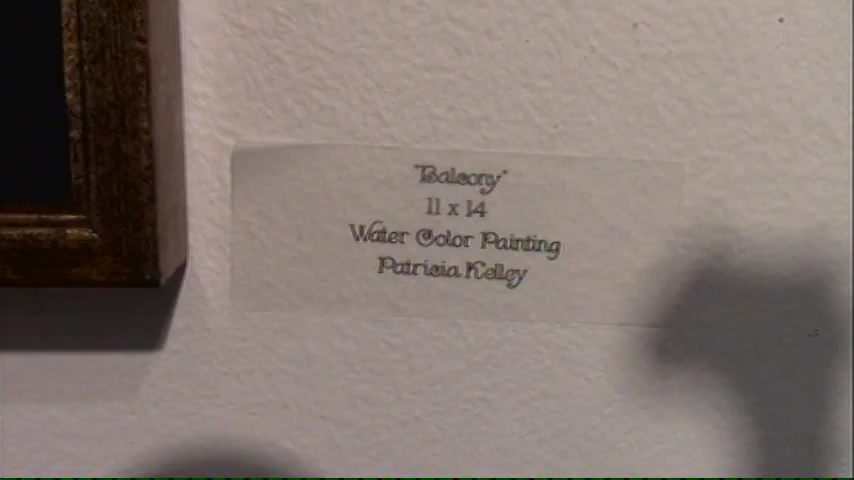 "Balcony"
11 x 14
Water Color Painting
Patricia Kelley